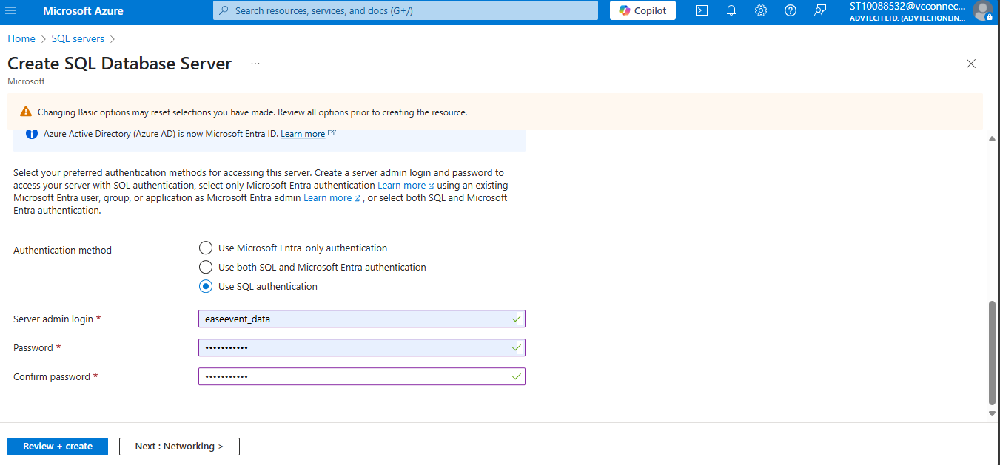 Microsoft Azure
Search resources, services, and docs (G+/)
Copilot
ST10088532@vcconnec...
ADVTECH LTD. (ADVTECHONLIN...
Home > SQL servers >
Create SQL Database Server ...
Microsoft
Changing Basic options may reset selections you have made. Review all options prior to creating the resource.
Azure Active Directory (Azure AD) is now Microsoft Entra ID. Learn more
Select your preferred authentication methods for accessing this server. Create a server admin login and password to
access your server with SQL authentication, select only Microsoft Entra authentication Learn more using an existing
Microsoft Entra user, group, or application as Microsoft Entra admin Learn more , or select both SQL and Microsoft
Entra authentication.
Authentication method
Use Microsoft Entra-only authentication
Use both SQL and Microsoft Entra authentication
Use SQL authentication
Server admin login *
easeevent_data
Password *
•••••••••••
Confirm password *
•••••••••••
Review + create
Next : Networking >